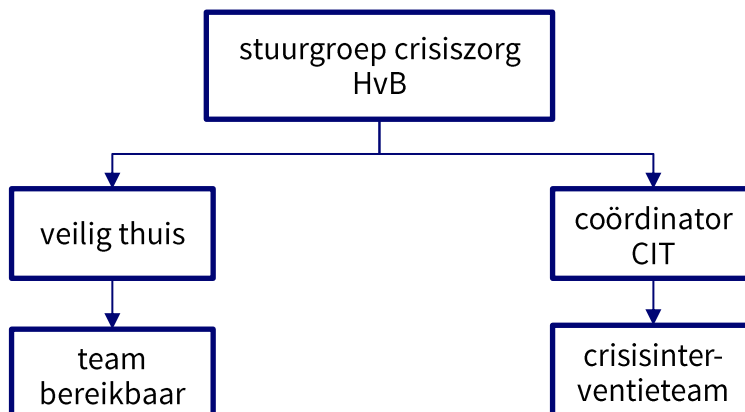 stuurgroep crisiszorg
HvB
veilig thuis
coördinator
CIT
team
bereikbaar
crisisinter-
ventieteam